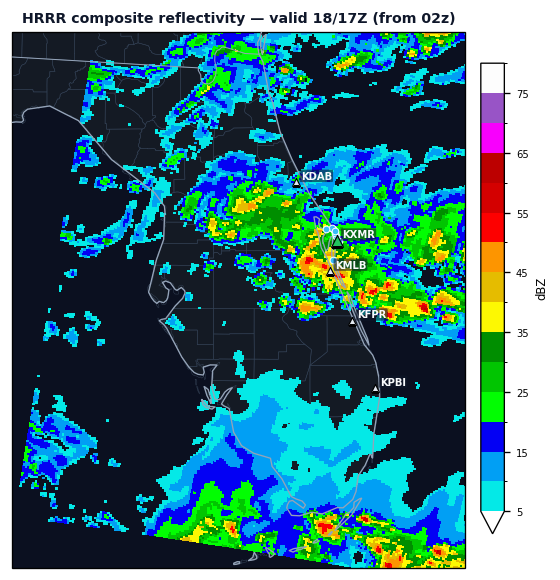 HRRR composite reflectivity — valid 18/17Z (from 02z)
75
KDAB
65
KXMR
55
KMLB
45
dBZ
KFPR
35
KPBI
25
15
5